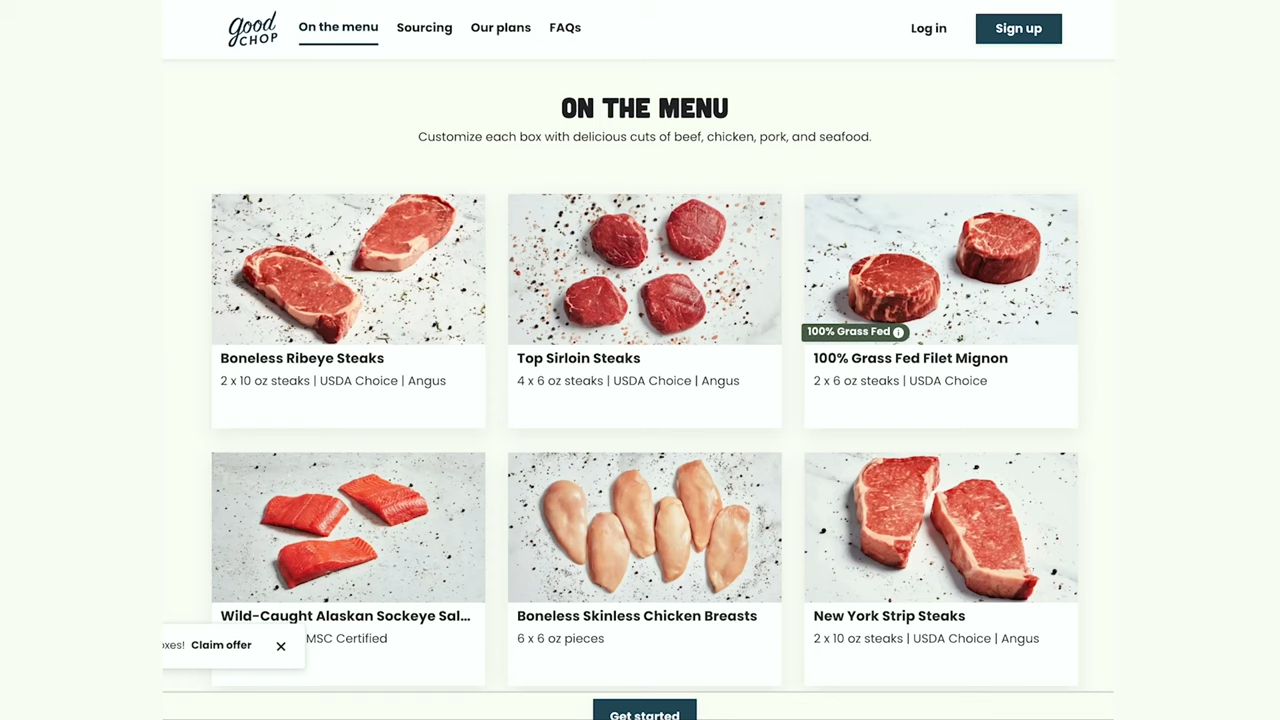 good
CHOP
On the menu
Sourcing
Our plans
FAQs
Log in
Sign up
ON THE MENU
Customize each box with delicious cuts of beef, chicken, pork, and seafood.
100% Grass Fed
Boneless Ribeye Steaks
2 x 10 oz steaks | USDA Choice | Angus
Top Sirloin Steaks
4 x 6 oz steaks | USDA Choice | Angus
100% Grass Fed Filet Mignon
2 x 6 oz steaks | USDA Choice
Wild-Caught Alaskan Sockeye Sal...
MSC Certified
Boneless Skinless Chicken Breasts
6 x 6 oz pieces
New York Strip Steaks
2 x 10 oz steaks | USDA Choice | Angus
oxes! Claim offer
Get started